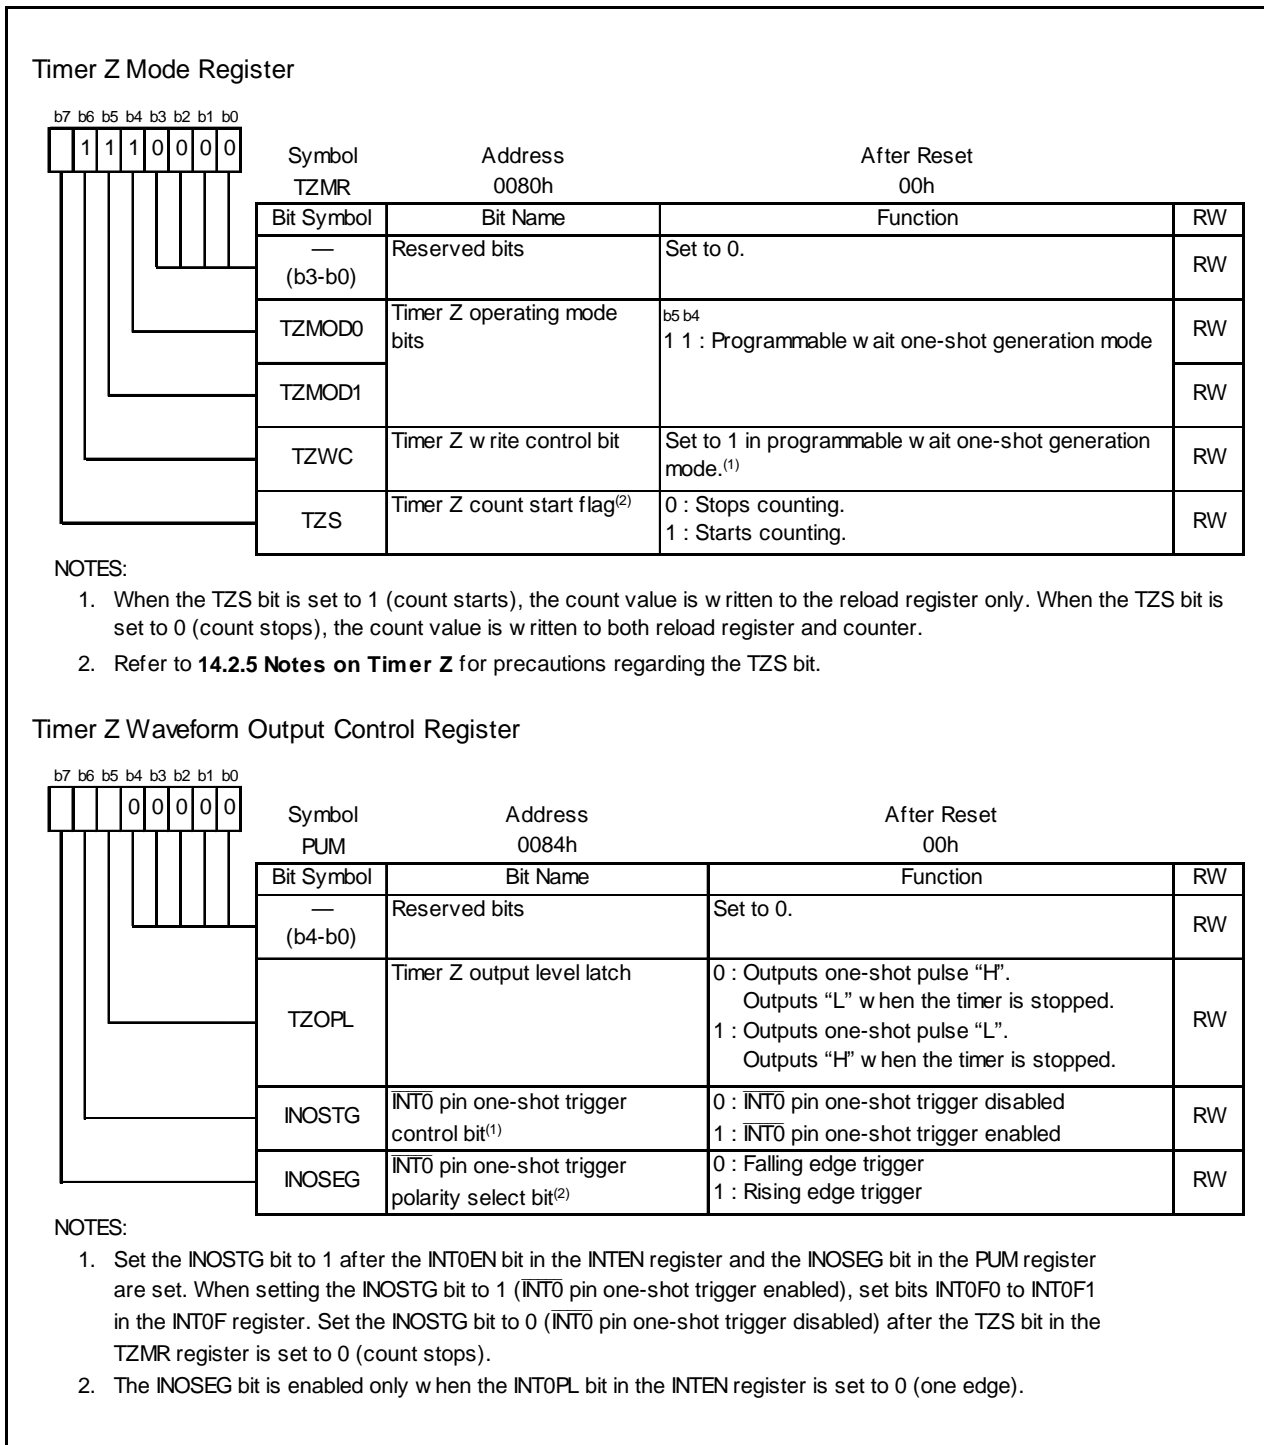 Timer Z Mode Register
b7 b6 b5 b4 b3 b2 b1 b0
1 1 1 0 0 0 0
Symbol Address After Reset
TZMR 0080h 00h
Bit Symbol Bit Name Function RW
— Reserved bits Set to 0. RW
(b3-b0)
TZMOD0 Timer Z operating mode bits b5 b4 RW
1 1 : Programmable wait one-shot generation mode
TZMOD1 RW
TZWC Timer Z write control bit Set to 1 in programmable wait one-shot generation RW
mode.(1)
TZS Timer Z count start flag(2) 0 : Stops counting. RW
1 : Starts counting.
NOTES:
1. When the TZS bit is set to 1 (count starts), the count value is written to the reload register only. When the TZS bit is
set to 0 (count stops), the count value is written to both reload register and counter.
2. Refer to 14.2.5 Notes on Timer Z for precautions regarding the TZS bit.
Timer Z Waveform Output Control Register
b7 b6 b5 b4 b3 b2 b1 b0
0 0 0 0 0
Symbol Address After Reset
PUM 0084h 00h
Bit Symbol Bit Name Function RW
— Reserved bits Set to 0. RW
(b4-b0)
TZOPL Timer Z output level latch 0 : Outputs one-shot pulse “H”. RW
Outputs “L” when the timer is stopped.
1 : Outputs one-shot pulse “L”.
Outputs “H” when the timer is stopped.
INOSTG INT0 pin one-shot trigger 0 : INT0 pin one-shot trigger disabled RW
control bit(1) 1 : INT0 pin one-shot trigger enabled
INOSEG INT0 pin one-shot trigger 0 : Falling edge trigger RW
polarity select bit(2) 1 : Rising edge trigger
NOTES:
1. Set the INOSTG bit to 1 after the INT0EN bit in the INTEN register and the INOSEG bit in the PUM register
are set. When setting the INOSTG bit to 1 (INT0 pin one-shot trigger enabled), set bits INT0F0 to INT0F1
in the INT0F register. Set the INOSTG bit to 0 (INT0 pin one-shot trigger disabled) after the TZS bit in the
TZMR register is set to 0 (count stops).
2. The INOSEG bit is enabled only when the INT0PL bit in the INTEN register is set to 0 (one edge).